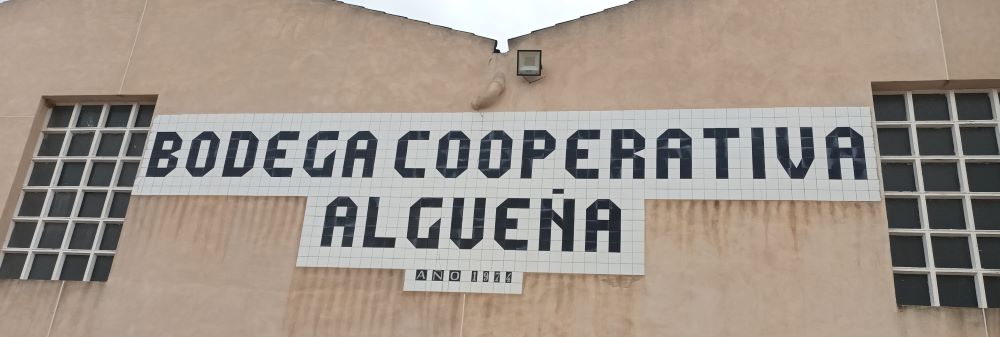 BODEGA COOPERATIVA
ALGUEÑA
AÑO 1974